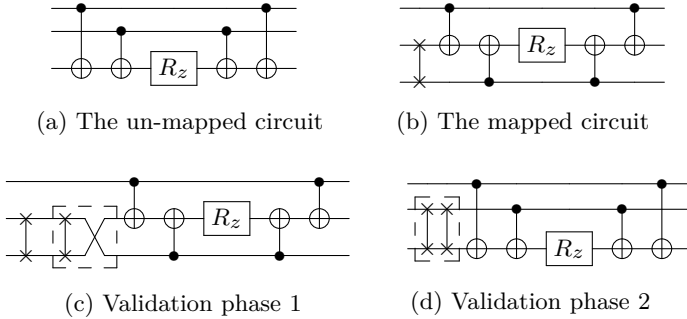 R_z
R_z
(a) The un-mapped circuit
(b) The mapped circuit
R_z
R_z
(c) Validation phase 1
(d) Validation phase 2